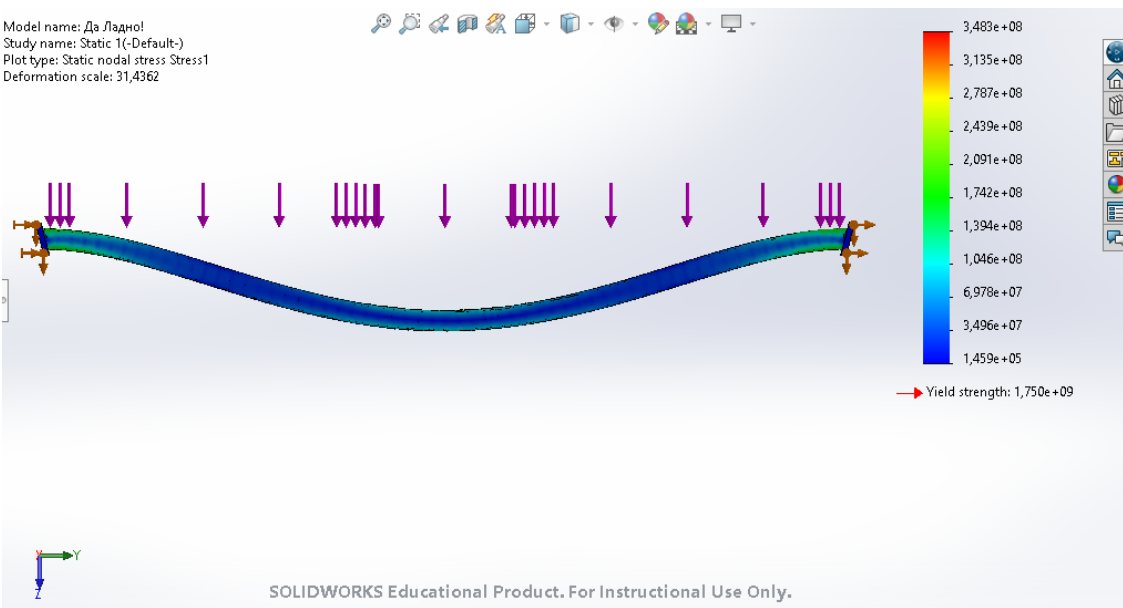 Model name: Да Ладно!
Study name: Static 1(-Default-)
Plot type: Static nodal stress Stress1
Deformation scale: 31,4362
3,483e+08
3,135e+08
2,787e+08
2,439e+08
2,091e+08
1,742e+08
1,394e+08
1,046e+08
6,978e+07
3,496e+07
1,459e+05
Yield strength: 1,750e+09
X
Y
Z
SOLIDWORKS Educational Product. For Instructional Use Only.